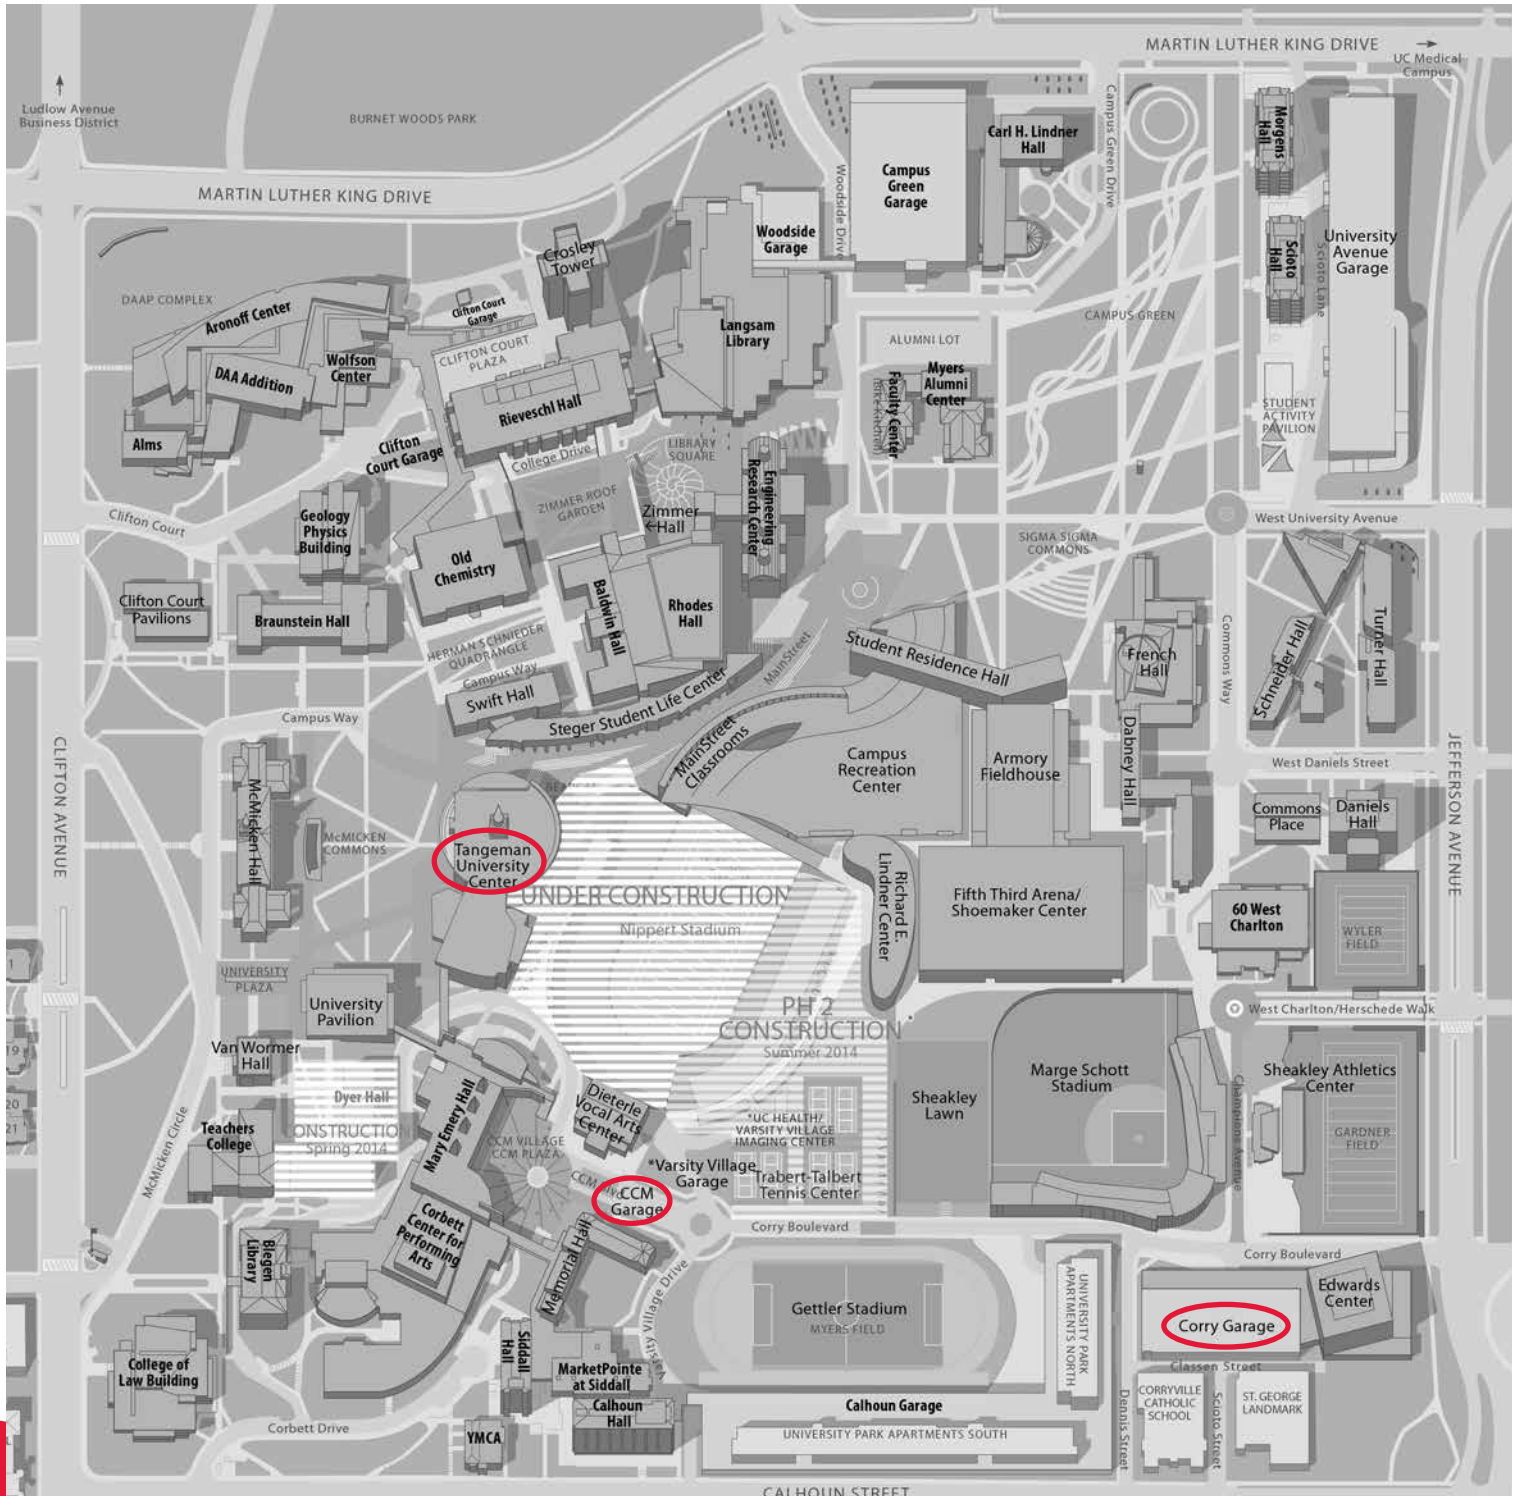 MARTIN LUTHER KING DRIVE
UC Medical
Campus
Ludlow Avenue
Business District
BURNET WOODS PARK
MARTIN LUTHER KING DRIVE
Campus Green Drive
Woodside Drive
Carl H. Lindner
Hall
Campus
Green
Garage
Morgens
Hall
Scioto
Hall
Scioto Lane
University
Avenue
Garage
Woodside
Garage
Crosley
Tower
DAAP COMPLEX
Aronoff Center
Clifton Court
Garage
CLIFTON COURT
PLAZA
Langsam
Library
CAMPUS GREEN
ALUMNI LOT
Wolfson
Center
DAA Addition
Rieveschl Hall
Myers
Alumni
Center
Faculty Center
STUDENT
ACTIVITY
PAVILION
Alms
Clifton
Court Garage
College Drive
LIBRARY
SQUARE
Engineering
Research Center
ZIMMER ROOF
GARDEN
Zimmer
Hall
Clifton Court
Geology
Physics
Building
Old
Chemistry
West University Avenue
SIGMA SIGMA
COMMONS
Clifton Court
Pavilions
Braunstein Hall
Baldwin Hall
Rhodes
Hall
HERMAN SCHNIEDER
QUADRANGLE
Campus Way
Swift Hall
Steger Student Life Center
MainStreet
Student Residence Hall
French
Hall
Commons Way
Schneider Hall
Turner Hall
Campus Way
MainStreet
Classrooms
Campus
Recreation
Center
Armory
Fieldhouse
Dabney Hall
West Daniels Street
CLIFTON AVENUE
JEFFERSON AVENUE
McMicken Hall
McMICKEN
COMMONS
Tangeman
University
Center
Commons
Place
Daniels
Hall
UNDER CONSTRUCTION
Nippert Stadium
Richard E.
Lindner Center
Fifth Third Arena/
Shoemaker Center
60 West
Charlton
WYLER
FIELD
UNIVERSITY
PLAZA
University
Pavilion
PH 2
CONSTRUCTION
Summer 2014
West Charlton/Herschede Walk
Van Wormer
Hall
Dyer Hall
CONSTRUCTION
Spring 2014
Mary Emery Hall
Dieterle
Vocal Arts
Center
*UC HEALTH/
VARSITY VILLAGE
IMAGING CENTER
Sheakley
Lawn
Marge Schott
Stadium
Sheakley Athletics
Center
GARDNER
FIELD
Champions Avenue
McMicken Circle
Teachers
College
CCM VILLAGE
CCM PLAZA
*Varsity Village
Garage
Trabert-Talbert
Tennis Center
CCM
Garage
Corry Boulevard
Corbett
Center for
Performing
Arts
Blegen
Library
Memorial Hall
Varsity Village Drive
Gettler Stadium
MYERS FIELD
UNIVERSITY PARK
APARTMENTS NORTH
Corry Boulevard
Edwards
Center
Corry Garage
Classen Street
College of
Law Building
Siddall
Hall
MarketPointe
at Siddall
Calhoun
Hall
Calhoun Garage
UNIVERSITY PARK APARTMENTS SOUTH
Dennis Street
CORRYVILLE
CATHOLIC
SCHOOL
Scioto Street
ST. GEORGE
LANDMARK
Corbett Drive
YMCA
CALHOUN STREET
1
19
20
21